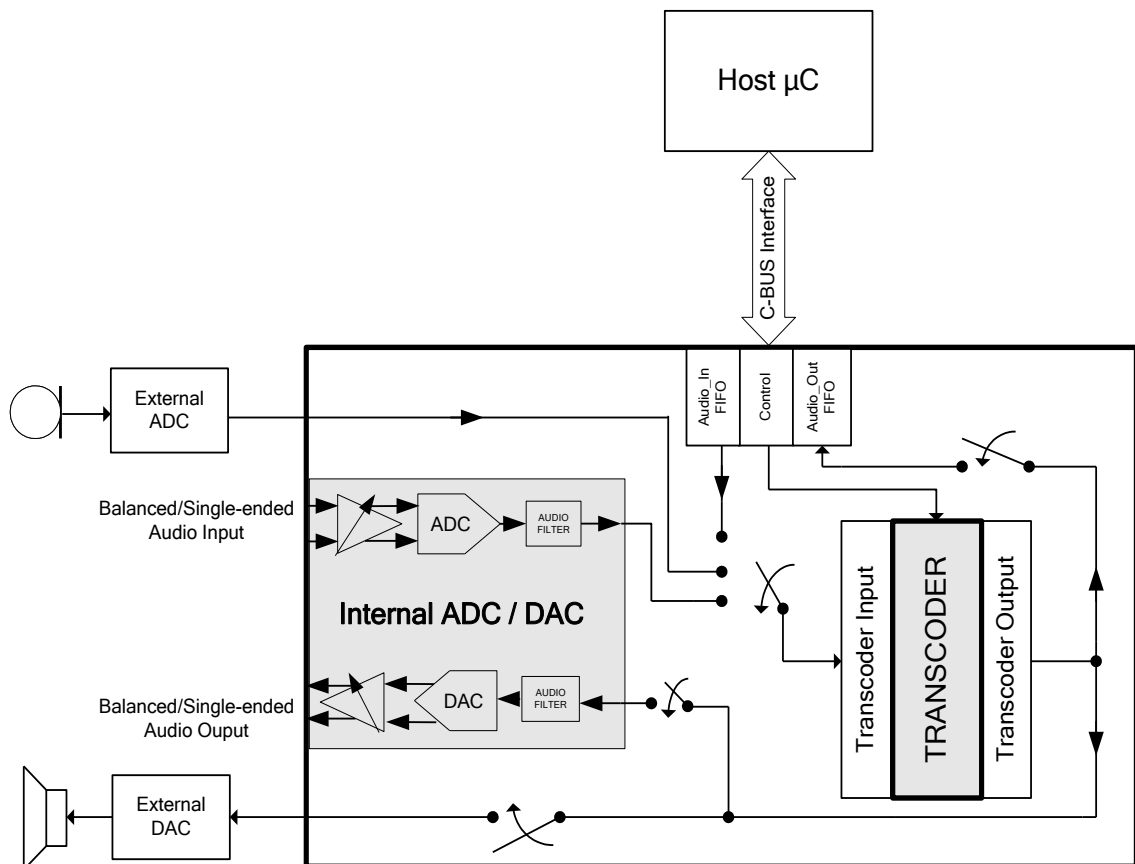 Host µC
C-BUS Interface
Audio_In
FIFO
Control
Audio_Out
FIFO
External
ADC
Balanced/Single-ended
Audio Input
ADC
AUDIO
FILTER
Internal ADC / DAC
Transcoder Input
TRANSCODER
Transcoder Output
Balanced/Single-ended
Audio Ouput
DAC
AUDIO
FILTER
External
DAC